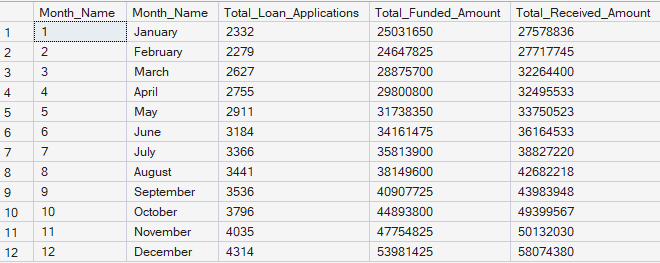 Month_Name Month_Name Total_Loan_Applications Total_Funded_Amount Total_Received_Amount
1 1 January 2332 25031650 27578836
2 2 February 2279 24647825 27717745
3 3 March 2627 28875700 32264400
4 4 April 2755 29800800 32495533
5 5 May 2911 31738350 33750523
6 6 June 3184 34161475 36164533
7 7 July 3366 35813900 38827220
8 8 August 3441 38149600 42682218
9 9 September 3536 40907725 43983948
10 10 October 3796 44893800 49399567
11 11 November 4035 47754825 50132030
12 12 December 4314 53981425 58074380